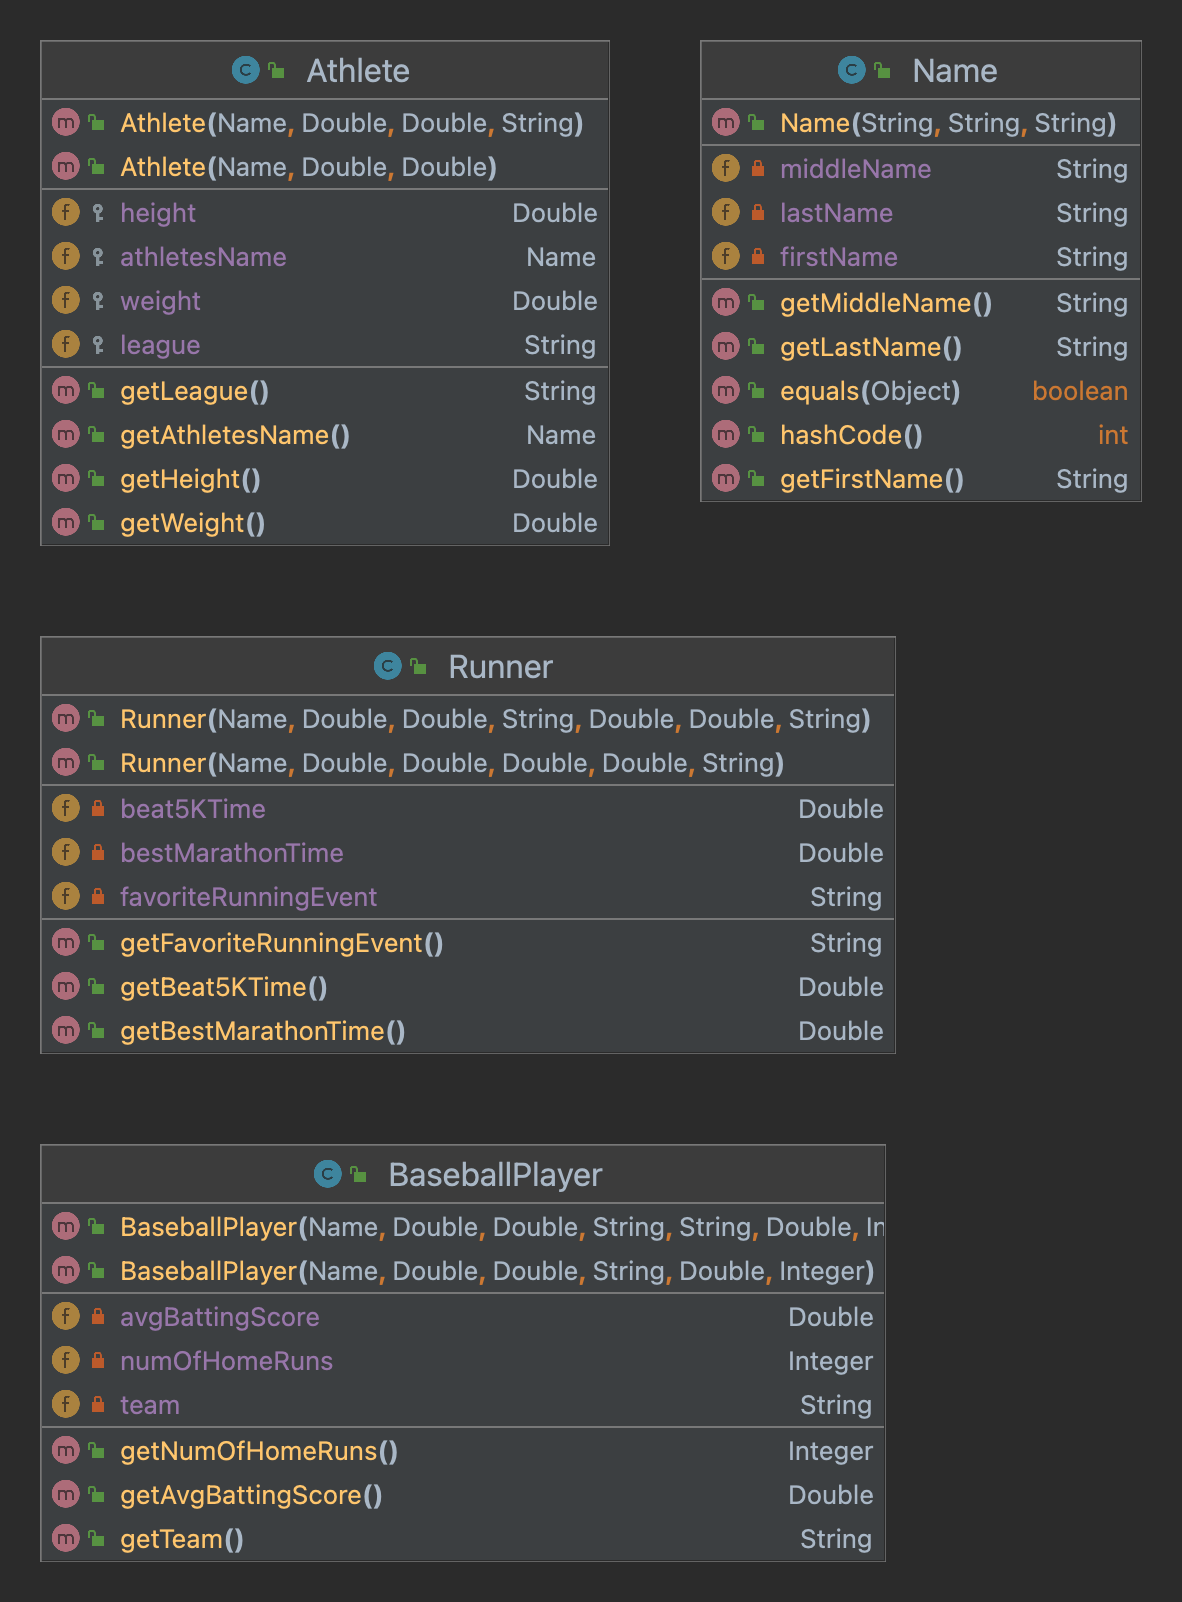 Athlete
Athlete(Name, Double, Double, String)
Athlete(Name, Double, Double)
height Double
athletesName Name
weight Double
league String
getLeague() String
getAthletesName() Name
getHeight() Double
getWeight() Double
Name
Name(String, String, String)
middleName String
lastName String
firstName String
getMiddleName() String
getLastName() String
equals(Object) boolean
hashCode() int
getFirstName() String
Runner
Runner(Name, Double, Double, String, Double, Double, String)
Runner(Name, Double, Double, Double, Double, String)
beat5KTime Double
bestMarathonTime Double
favoriteRunningEvent String
getFavoriteRunningEvent() String
getBeat5KTime() Double
getBestMarathonTime() Double
BaseballPlayer
BaseballPlayer(Name, Double, Double, String, String, Double, In
BaseballPlayer(Name, Double, Double, String, Double, Integer)
avgBattingScore Double
numOfHomeRuns Integer
team String
getNumOfHomeRuns() Integer
getAvgBattingScore() Double
getTeam() String